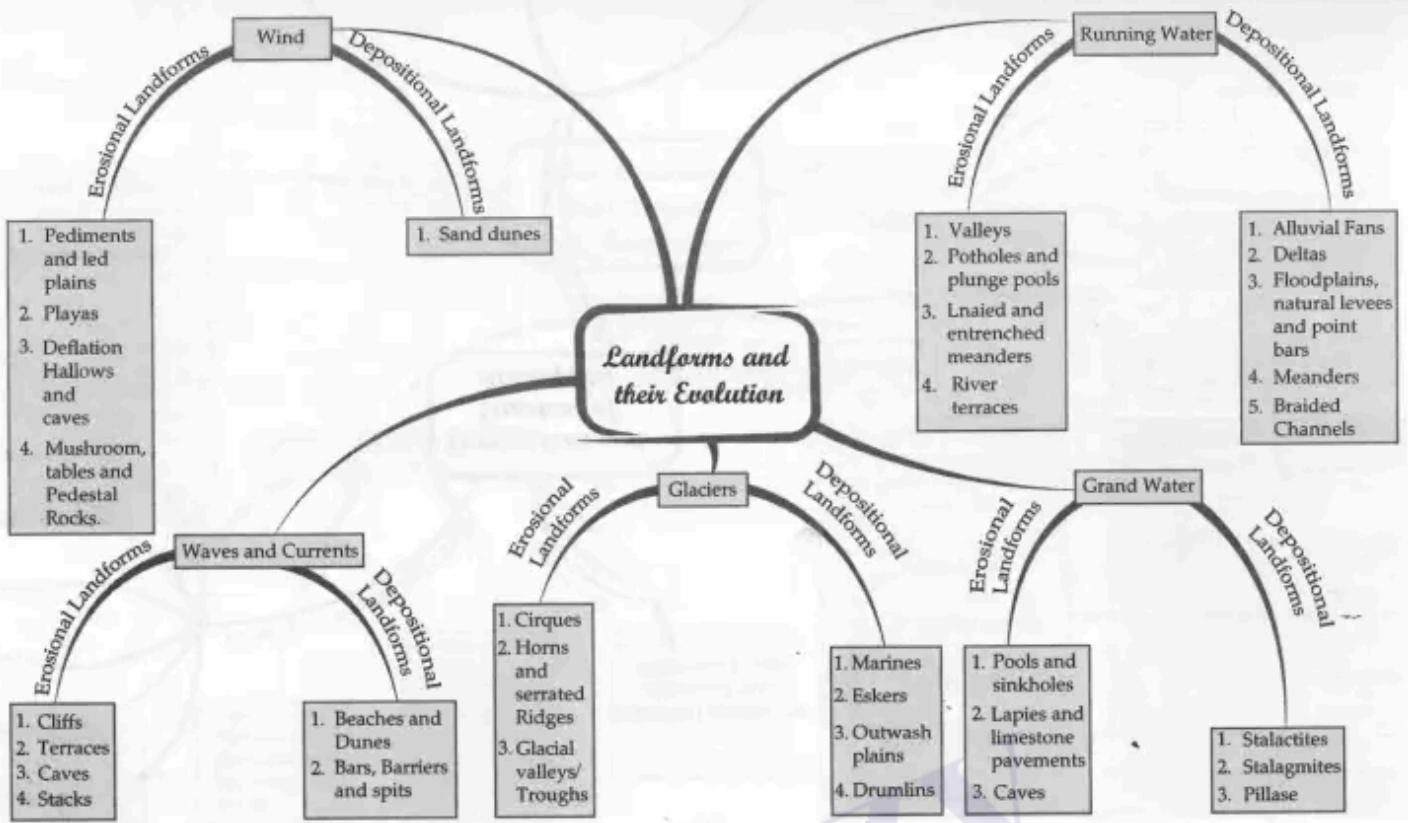 Wind
Erosional Landforms
Depositional Landforms
1. Pediments
and led
plains
2. Playas
3. Deflation
Hallows
and
caves
4. Mushroom,
tables and
Pedestal
Rocks.
1. Sand dunes
Running Water
Erosional Landforms
Depositional Landforms
1. Valleys
2. Potholes and
plunge pools
3. Lnaied and
entrenched
meanders
4. River
terraces
1. Alluvial Fans
2. Deltas
3. Floodplains,
natural levees
and point
bars
4. Meanders
5. Braided
Channels
Landforms and
their Evolution
Waves and Currents
Erosional Landforms
Depositional
Landforms
1. Cliffs
2. Terraces
3. Caves
4. Stacks
1. Beaches and
Dunes
2. Bars, Barriers
and spits
Glaciers
Erosional
Landforms
Depositional
Landforms
1. Cirques
2. Horns
and
serrated
Ridges
3. Glacial
valleys/
Troughs
1. Marines
2. Eskers
3. Outwash
plains
4. Drumlins
Grand Water
Erosional
Landforms
Depositional
Landforms
1. Pools and
sinkholes
2. Lapies and
limestone
pavements
3. Caves
1. Stalactites
2. Stalagmites
3. Pillase